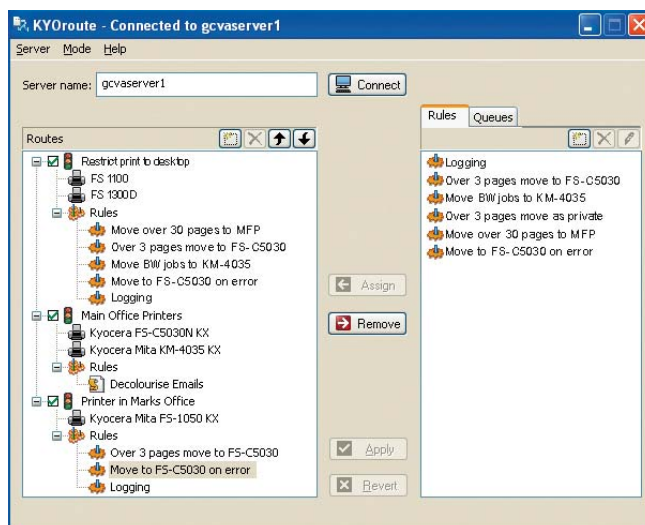 KYOroute - Connected to gcvaserver1
Server Mode Help
Server name: gcvaserver1 Connect
Routes
Restrict print to desktop
FS 1100
FS 1300D
Rules
Move over 30 pages to MFP
Over 3 pages move to FS-C5030
Move BW jobs to KM-4035
Move to FS-C5030 on error
Logging
Main Office Printers
Kyocera FS-C5030N KX
Kyocera Mita KM-4035 KX
Rules
Decolourise Emails
Printer in Marks Office
Kyocera Mita FS-1050 KX
Rules
Over 3 pages move to FS-C5030
Move to FS-C5030 on error
Logging
Assign
Remove
Apply
Revert
Rules Queues
Logging
Over 3 pages move to FS-C5030
Move BW jobs to KM-4035
Over 3 pages move as private
Move over 30 pages to MFP
Move to FS-C5030 on error